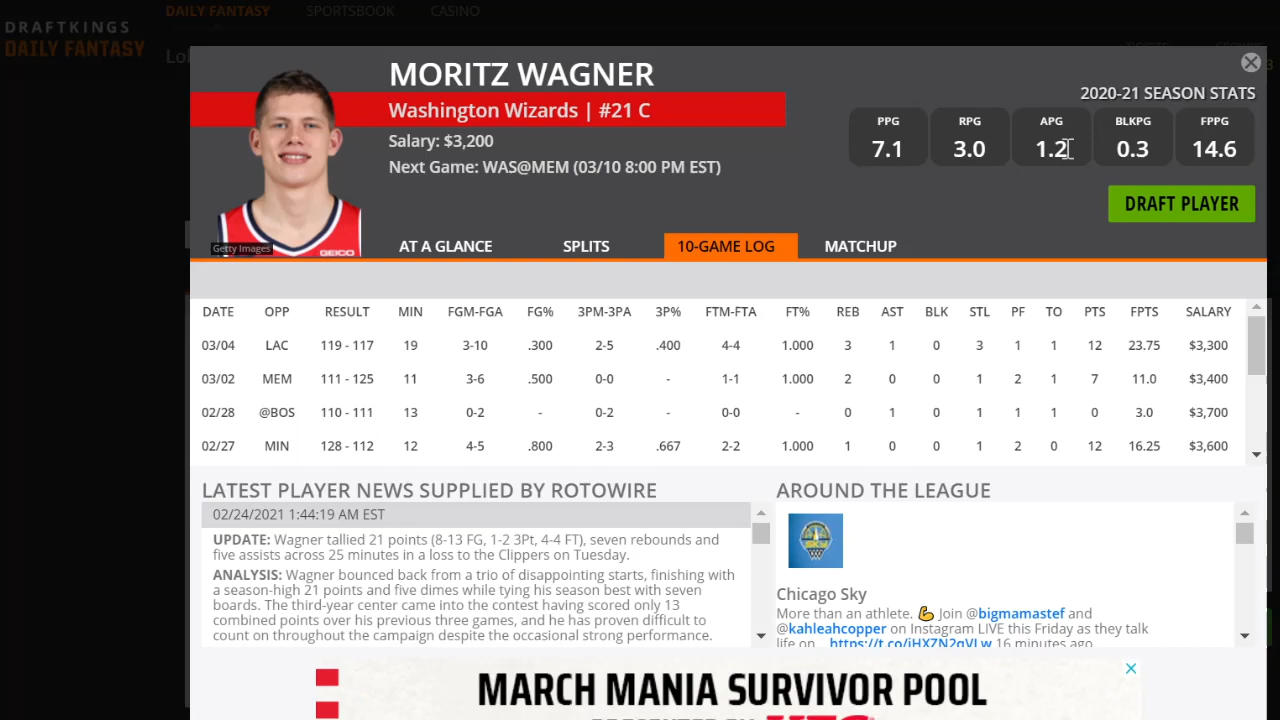 DAILY FANTASY SPORTSBOOK CASINO
DRAFTKINGS
DAILY FANTASY
MORITZ WAGNER
Washington Wizards | #21 C
Salary: $3,200
Next Game: WAS@MEM (03/10 8:00 PM EST)
2020-21 SEASON STATS
PPG RPG APG BLKPG FPPG
7.1 3.0 1.2 0.3 14.6
DRAFT PLAYER
Getty Images
GEICO
AT A GLANCE SPLITS 10-GAME LOG MATCHUP
DATE OPP RESULT MIN FGM-FGA FG% 3PM-3PA 3P% FTM-FTA FT% REB AST BLK STL PF TO PTS FPTS SALARY
03/04 LAC 119 - 117 19 3-10 .300 2-5 .400 4-4 1.000 3 1 0 3 1 1 12 23.75 $3,300
03/02 MEM 111 - 125 11 3-6 .500 0-0 - 1-1 1.000 2 0 0 1 2 1 7 11.0 $3,400
02/28 @BOS 110 - 111 13 0-2 - 0-2 - 0-0 - 0 1 0 1 1 1 0 3.0 $3,700
02/27 MIN 128 - 112 12 4-5 .800 2-3 .667 2-2 1.000 1 0 0 1 2 0 12 16.25 $3,600
LATEST PLAYER NEWS SUPPLIED BY ROTOWIRE
02/24/2021 1:44:19 AM EST
UPDATE: Wagner tallied 21 points (8-13 FG, 1-2 3Pt, 4-4 FT), seven rebounds and
five assists across 25 minutes in a loss to the Clippers on Tuesday.
ANALYSIS: Wagner bounced back from a trio of disappointing starts, finishing with
a season-high 21 points and five dimes while tying his season best with seven
boards. The third-year center came into the contest having scored only 13
combined points over his previous three games, and he has proven difficult to
count on throughout the campaign despite the occasional strong performance.
AROUND THE LEAGUE
Chicago Sky
More than an athlete. 💪 Join @bigmamastef and
@kahleahcopper on Instagram LIVE this Friday as they talk
life on... https://t.co/iHXZN2qVLw 16 minutes ago
MARCH MANIA SURVIVOR POOL